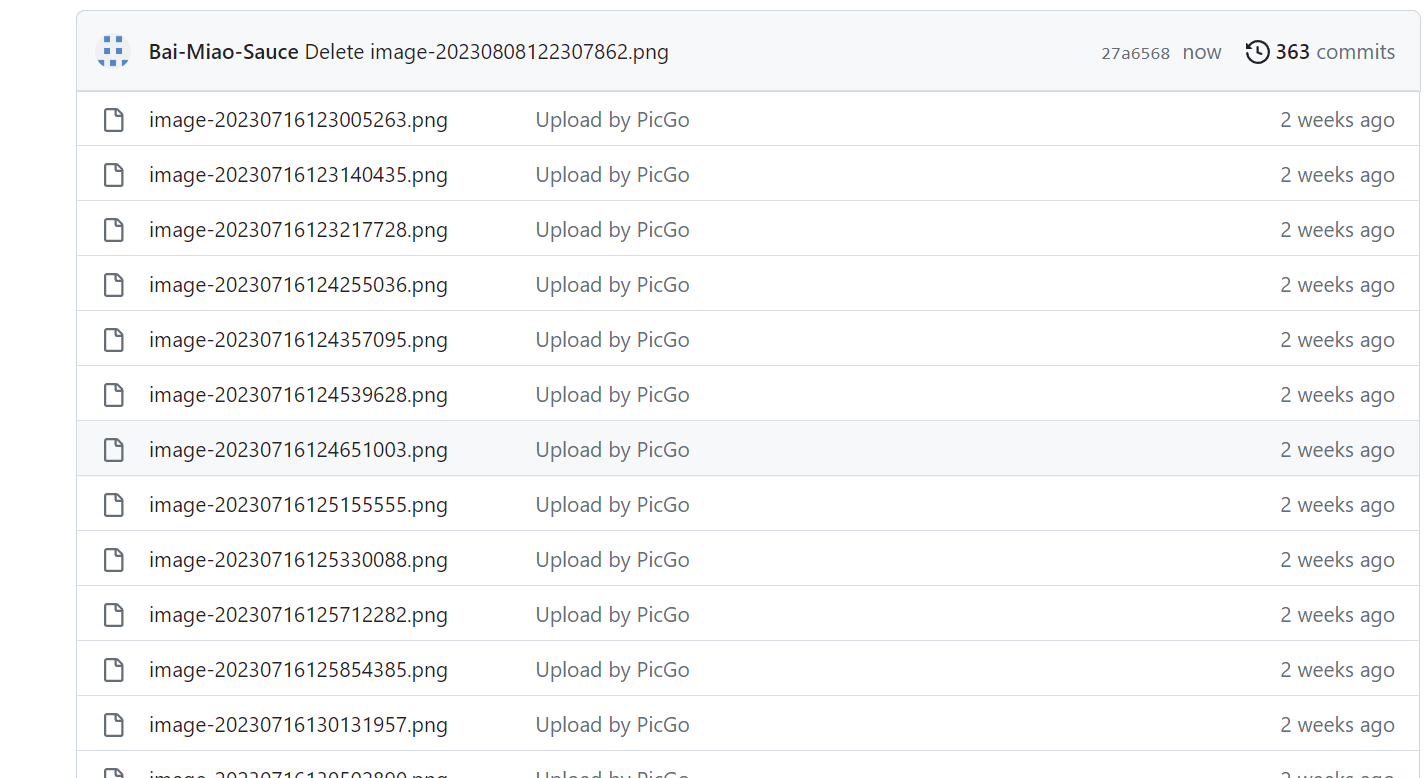 Bai-Miao-Sauce Delete image-20230808122307862.png 27a6568 now 363 commits
image-20230716123005263.png Upload by PicGo 2 weeks ago
image-20230716123140435.png Upload by PicGo 2 weeks ago
image-20230716123217728.png Upload by PicGo 2 weeks ago
image-20230716124255036.png Upload by PicGo 2 weeks ago
image-20230716124357095.png Upload by PicGo 2 weeks ago
image-20230716124539628.png Upload by PicGo 2 weeks ago
image-20230716124651003.png Upload by PicGo 2 weeks ago
image-20230716125155555.png Upload by PicGo 2 weeks ago
image-20230716125330088.png Upload by PicGo 2 weeks ago
image-20230716125712282.png Upload by PicGo 2 weeks ago
image-20230716125854385.png Upload by PicGo 2 weeks ago
image-20230716130131957.png Upload by PicGo 2 weeks ago
Upload by PicGo 2 weeks ago